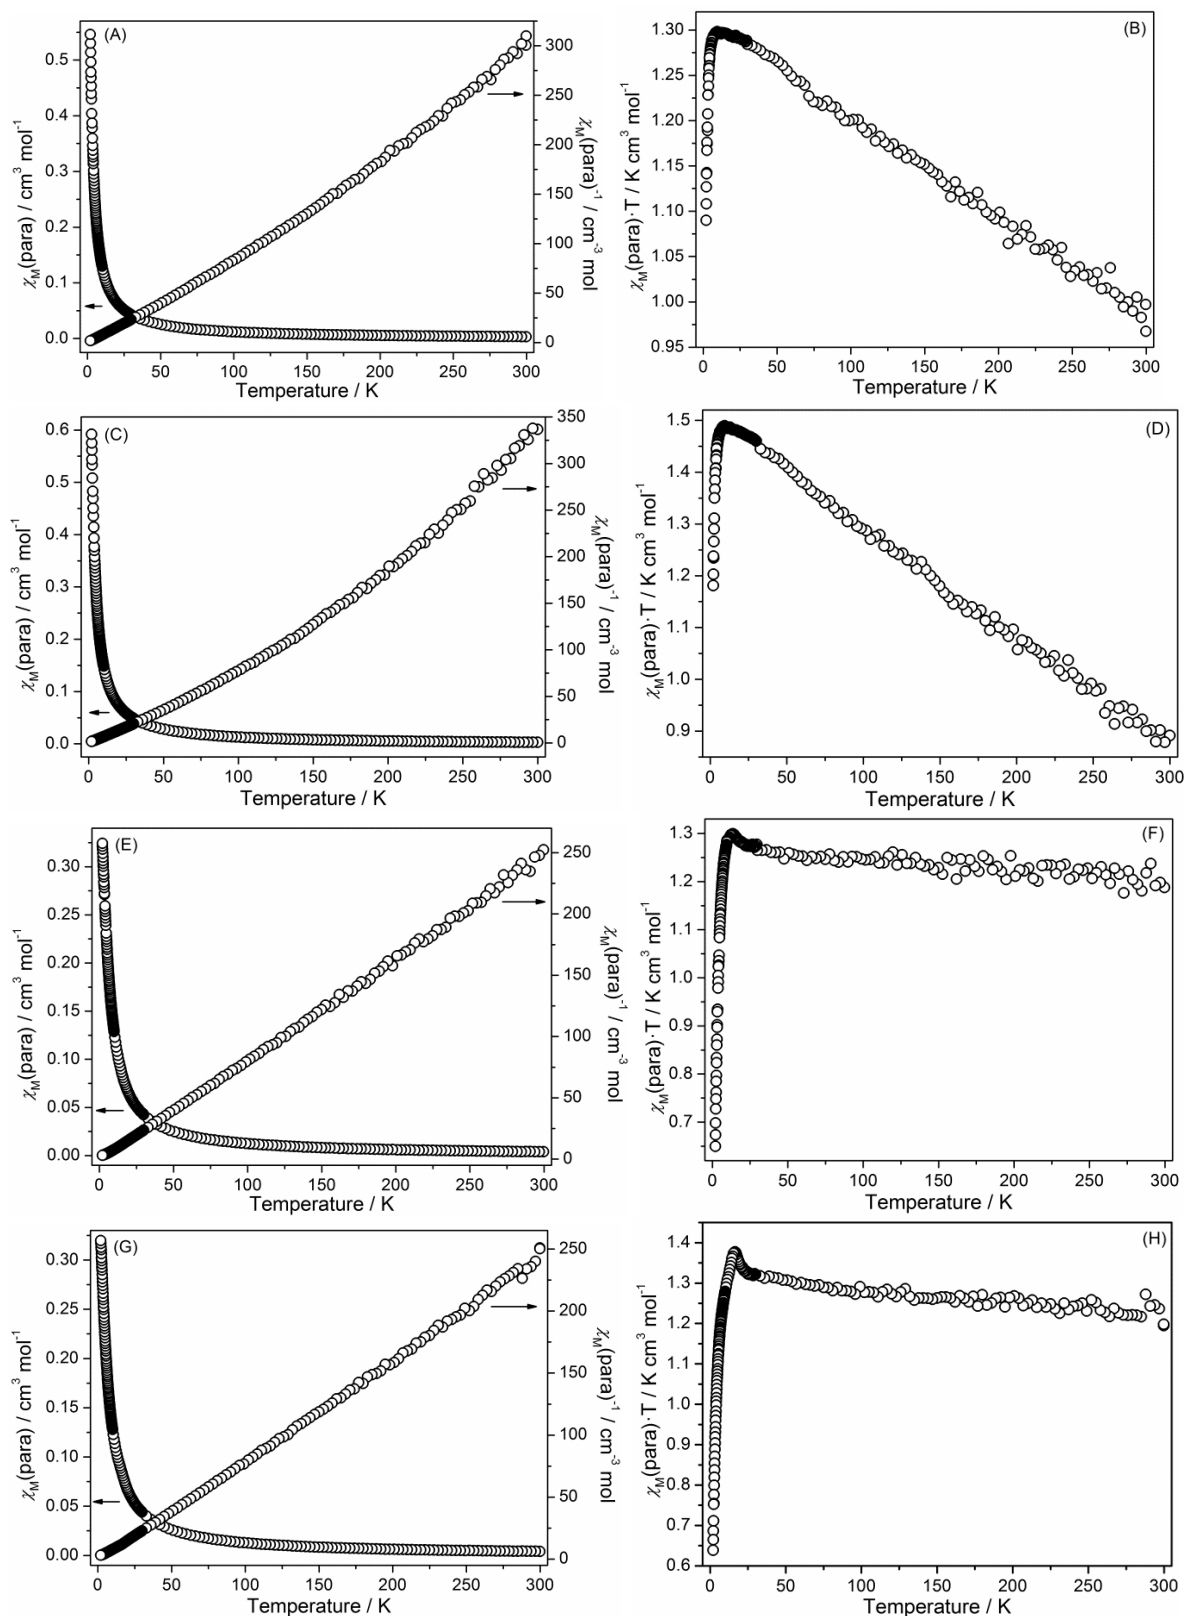 (A)
0.5
0.4
0.3
0.2
0.1
0.0
χM(para) / cm³ mol⁻¹
300
250
200
150
100
50
0
χM(para)⁻¹ / cm⁻³ mol
0 50 100 150 200 250 300
Temperature / K
(B)
1.30
1.25
1.20
1.15
1.10
1.05
1.00
0.95
χM(para)·T / K cm³ mol⁻¹
0 50 100 150 200 250 300
Temperature / K
(C)
0.6
0.5
0.4
0.3
0.2
0.1
0.0
χM(para) / cm³ mol⁻¹
350
300
250
200
150
100
50
0
χM(para)⁻¹ / cm⁻³ mol
0 50 100 150 200 250 300
Temperature / K
(D)
1.5
1.4
1.3
1.2
1.1
1.0
0.9
χM(para)·T / K cm³ mol⁻¹
0 50 100 150 200 250 300
Temperature / K
(E)
0.30
0.25
0.20
0.15
0.10
0.05
0.00
χM(para) / cm³ mol⁻¹
250
200
150
100
50
0
χM(para)⁻¹ / cm⁻³ mol
0 50 100 150 200 250 300
Temperature / K
(F)
1.3
1.2
1.1
1.0
0.9
0.8
0.7
χM(para)·T / K cm³ mol⁻¹
0 50 100 150 200 250 300
Temperature / K
(G)
0.30
0.25
0.20
0.15
0.10
0.05
0.00
χM(para) / cm³ mol⁻¹
250
200
150
100
50
0
χM(para)⁻¹ / cm⁻³ mol
0 50 100 150 200 250 300
Temperature / K
(H)
1.4
1.3
1.2
1.1
1.0
0.9
0.8
0.7
0.6
χM(para)·T / K cm³ mol⁻¹
0 50 100 150 200 250 300
Temperature / K